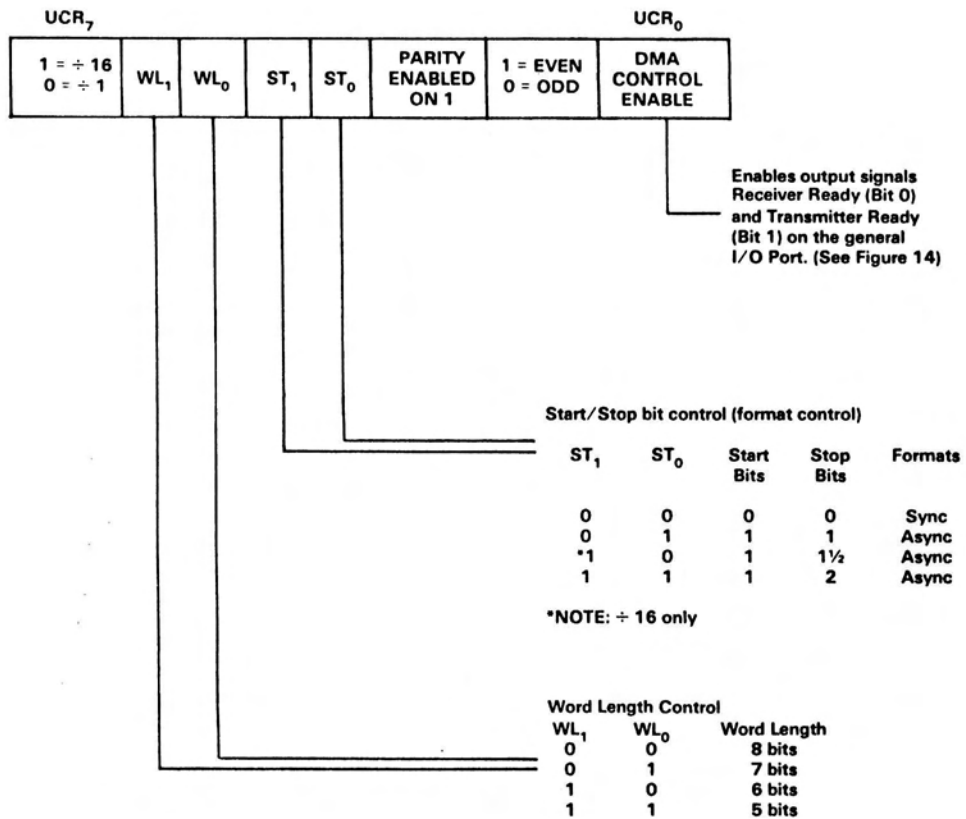 UCR₇ UCR₀
1 = ÷ 16
0 = ÷ 1
WL₁
WL₀
ST₁
ST₀
PARITY
ENABLED
ON 1
1 = EVEN
0 = ODD
DMA
CONTROL
ENABLE
Enables output signals
Receiver Ready (Bit 0)
and Transmitter Ready
(Bit 1) on the general
I/O Port. (See Figure 14)
Start/Stop bit control (format control)
ST₁ ST₀ Start Stop Formats
Bits Bits
0 0 0 0 Sync
0 1 1 1 Async
*1 0 1 1½ Async
1 1 1 2 Async
*NOTE: ÷ 16 only
Word Length Control
WL₁ WL₀ Word Length
0 0 8 bits
0 1 7 bits
1 0 6 bits
1 1 5 bits